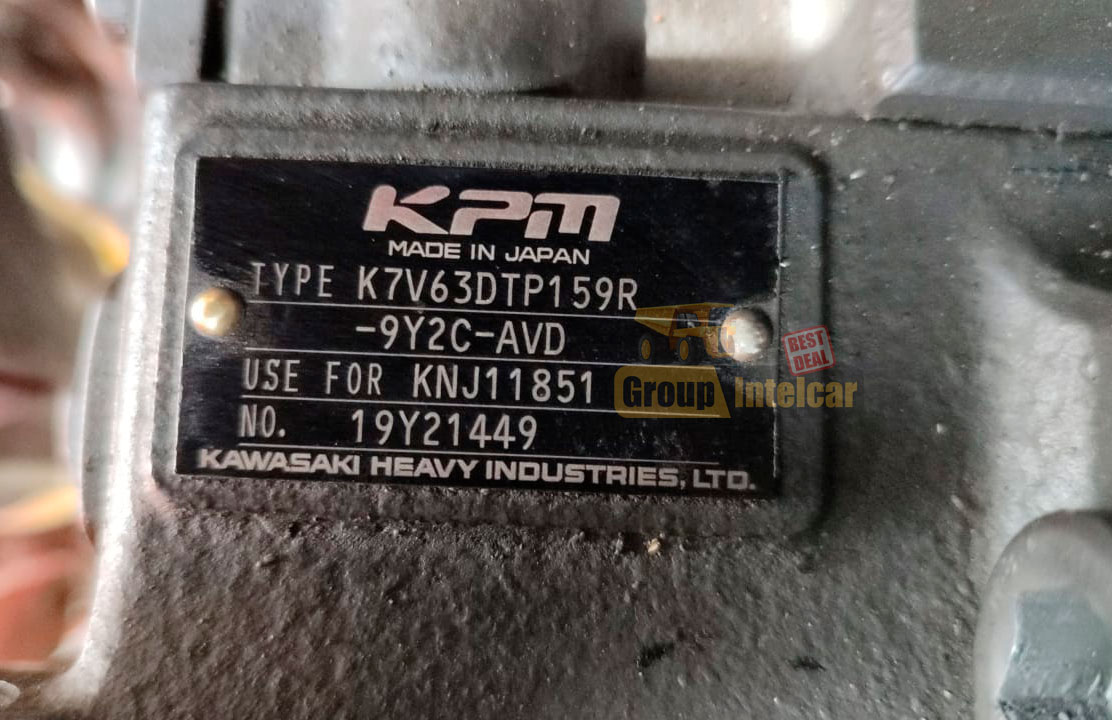 KPM
MADE IN JAPAN
TYPE K7V63DTP159R
-9Y2C-AVD
USE FOR KNJ11851
NO. 19Y21449
KAWASAKI HEAVY INDUSTRIES, LTD.
BEST
DEAL
Group Intelcar